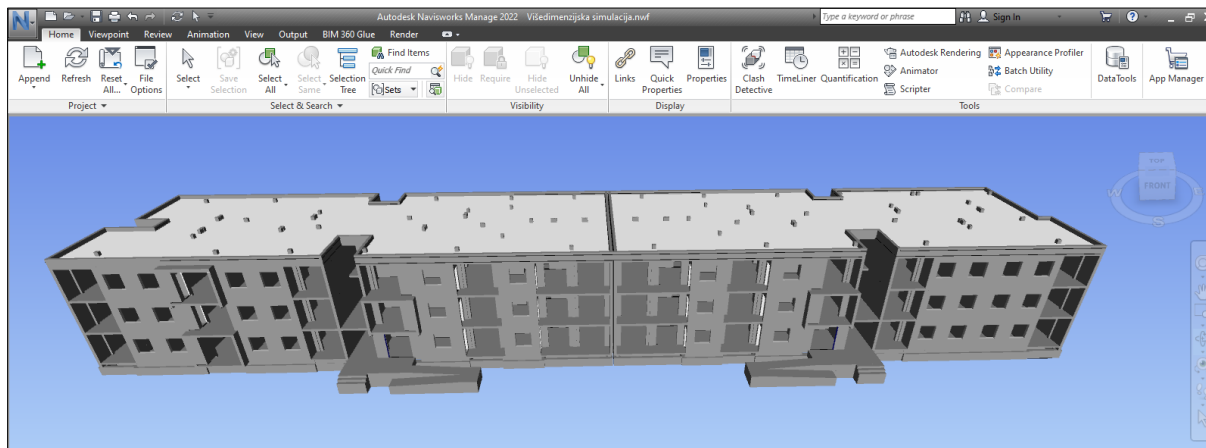 Autodesk Navisworks Manage 2022 Višedimenzijska simulacija.nwf
Type a keyword or phrase
Sign In
Home Viewpoint Review Animation View Output BIM 360 Glue Render
Append
Refresh
Reset All...
File Options
Project
Select
Save Selection
Select All
Select Same
Selection Tree
Find Items
Quick Find
Sets
Select & Search
Hide
Require
Hide Unselected
Unhide All
Visibility
Links
Quick Properties
Properties
Display
Clash Detective
TimeLiner
Quantification
Autodesk Rendering
Animator
Scripter
Appearance Profiler
Batch Utility
Compare
Tools
DataTools
App Manager
TOP
FRONT
W
S